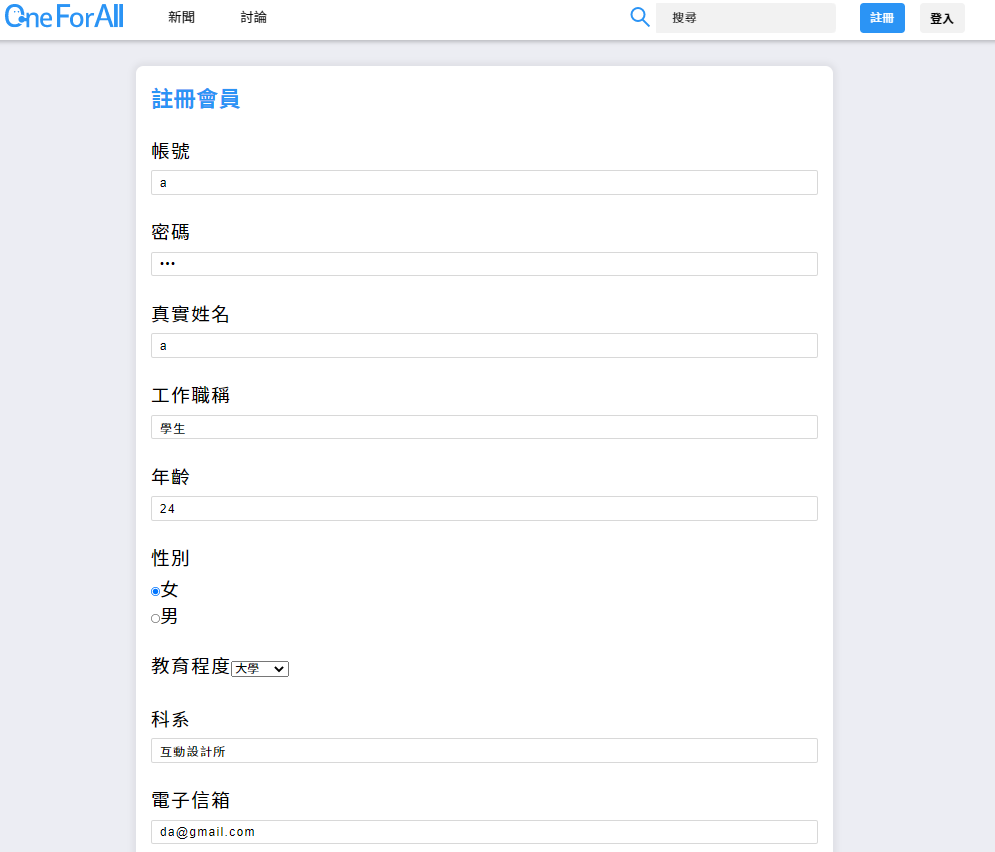 OneForAll 新聞 討論 搜尋 註冊 登入
註冊會員
帳號
a
密碼
•••
真實姓名
a
工作職稱
學生
年齡
24
性別
女
男
教育程度 大學
科系
互動設計所
電子信箱
da@gmail.com